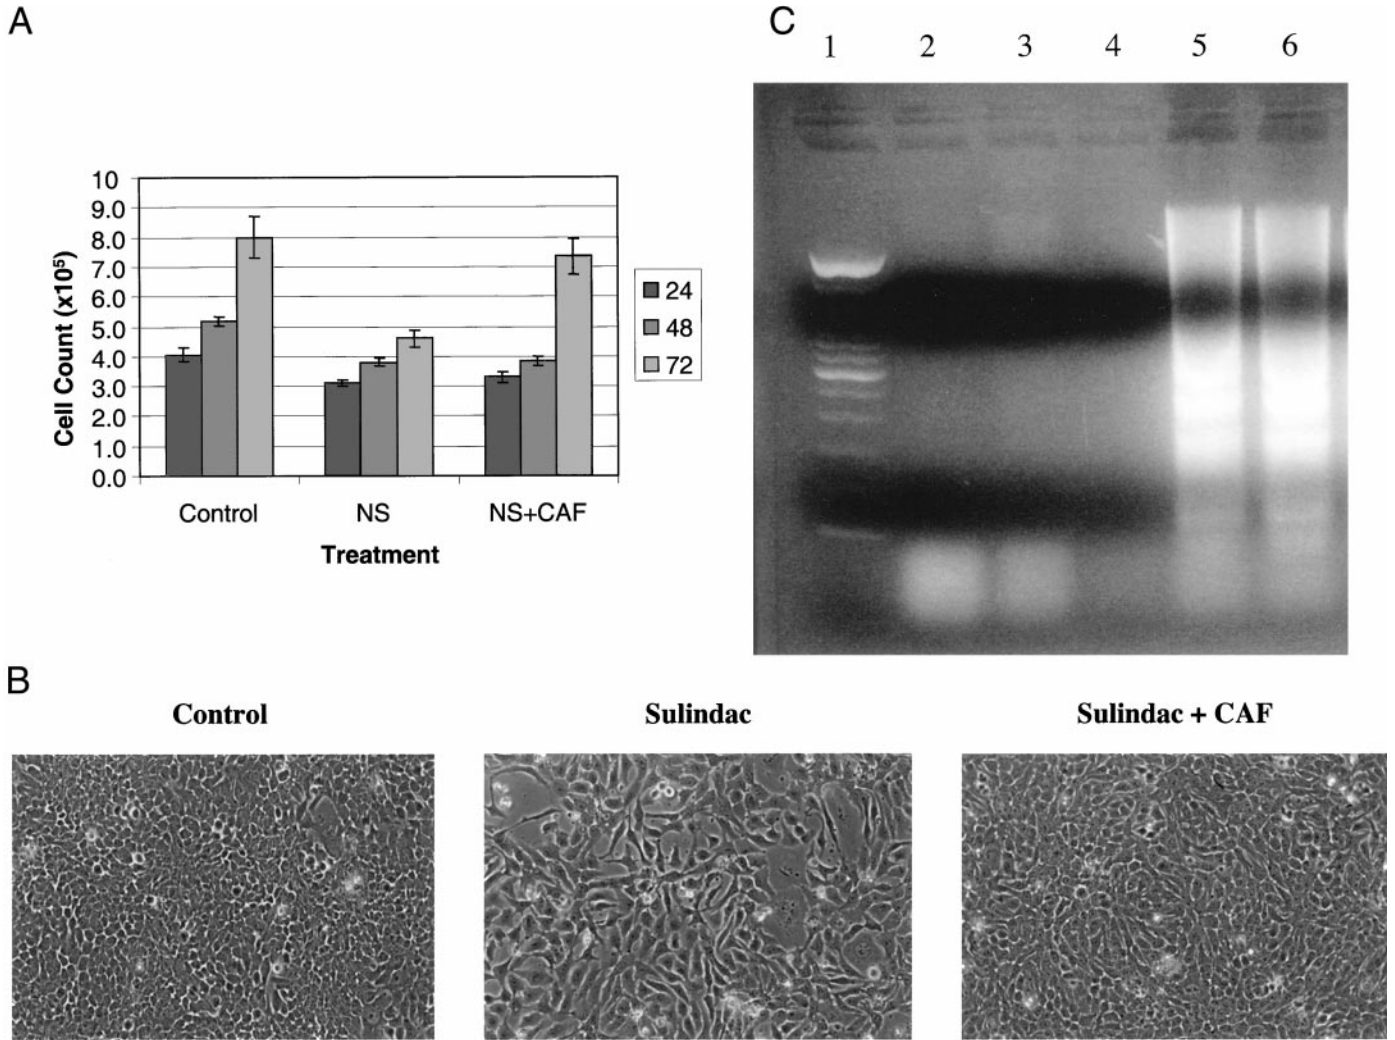 A
10
9.0
8.0
7.0
6.0
5.0
4.0
3.0
2.0
1.0
0.0
Cell Count (x10⁵)
Control NS NS+CAF
Treatment
24
48
72
C
1 2 3 4 5 6
B
Control Sulindac Sulindac + CAF